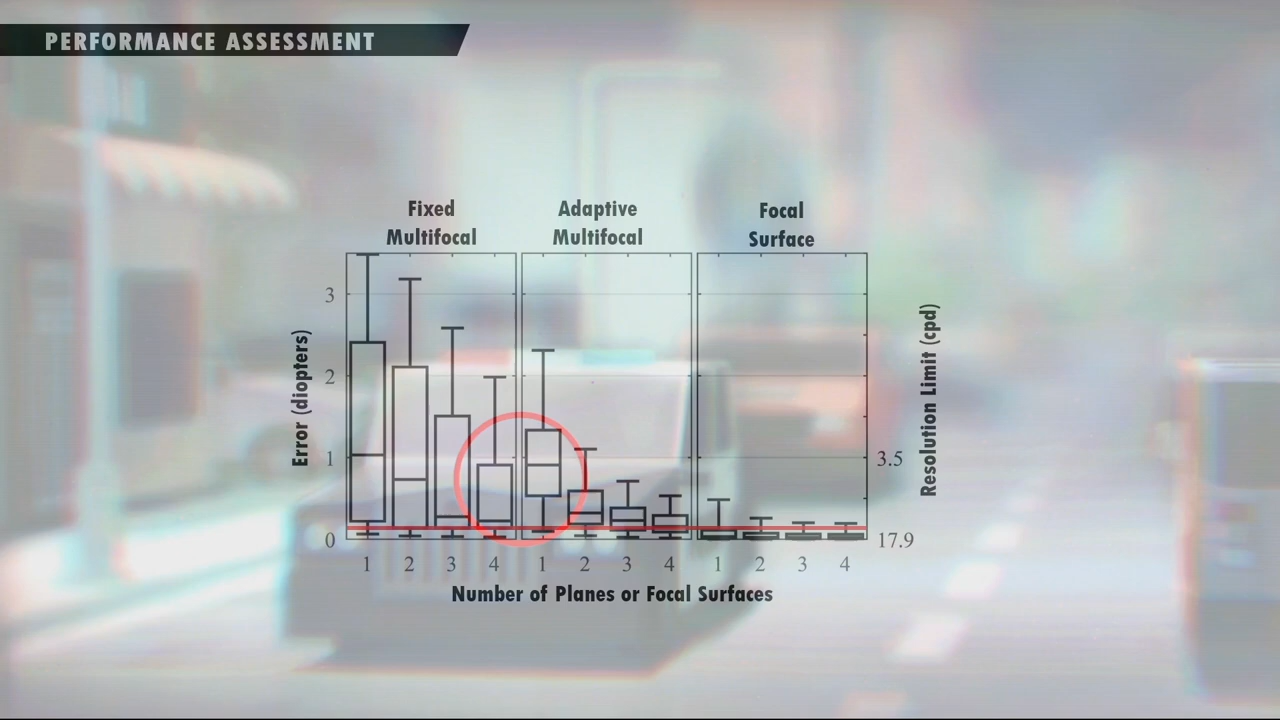 PERFORMANCE ASSESSMENT
Fixed
Multifocal
Adaptive
Multifocal
Focal
Surface
Error (diopters)
3
2
1
0
Resolution Limit (cpd)
3.5
17.9
1 2 3 4 1 2 3 4 1 2 3 4
Number of Planes or Focal Surfaces